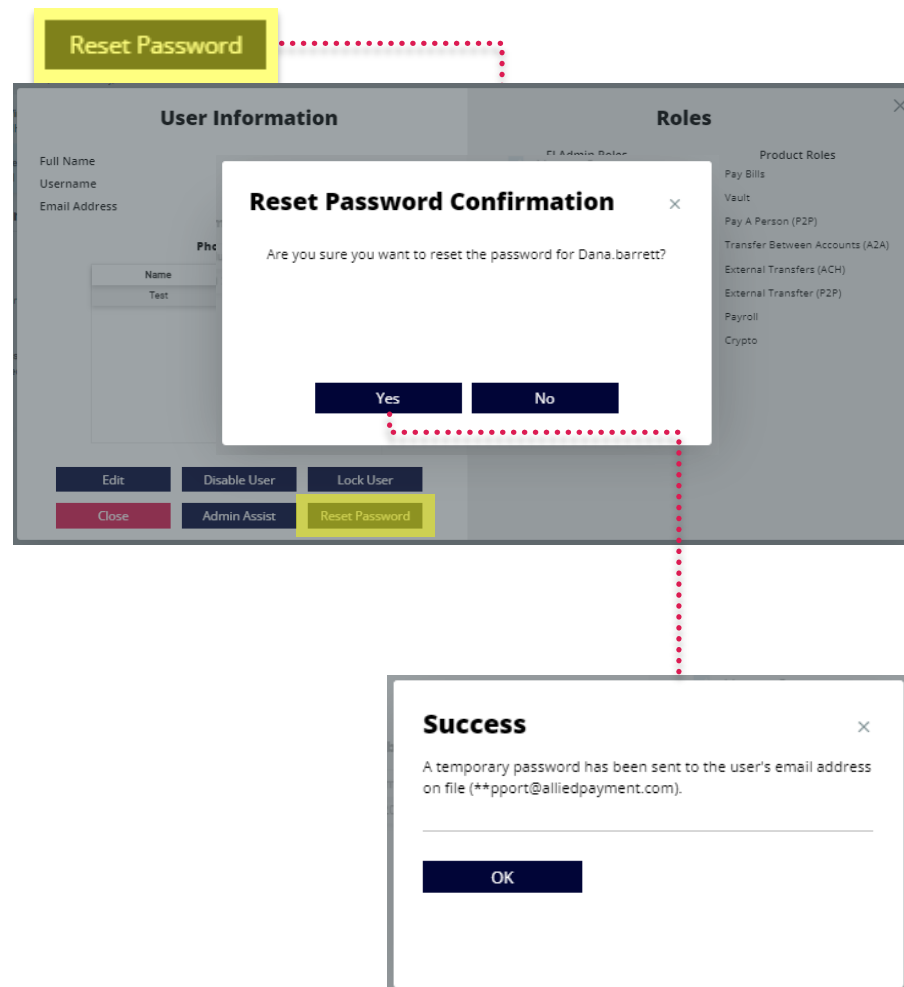 Reset Password
User Information
Roles
Full Name
Username
Email Address
FI Admin Roles
Product Roles
Pay Bills
Vault
Pay A Person (P2P)
Transfer Between Accounts (A2A)
External Transfers (ACH)
External Transfter (P2P)
Payroll
Crypto
Name
Test
Reset Password Confirmation
×
Are you sure you want to reset the password for Dana.barrett?
Yes No
Edit Disable User Lock User
Close Admin Assist Reset Password
Success
×
A temporary password has been sent to the user's email address
on file (**pport@alliedpayment.com).
OK